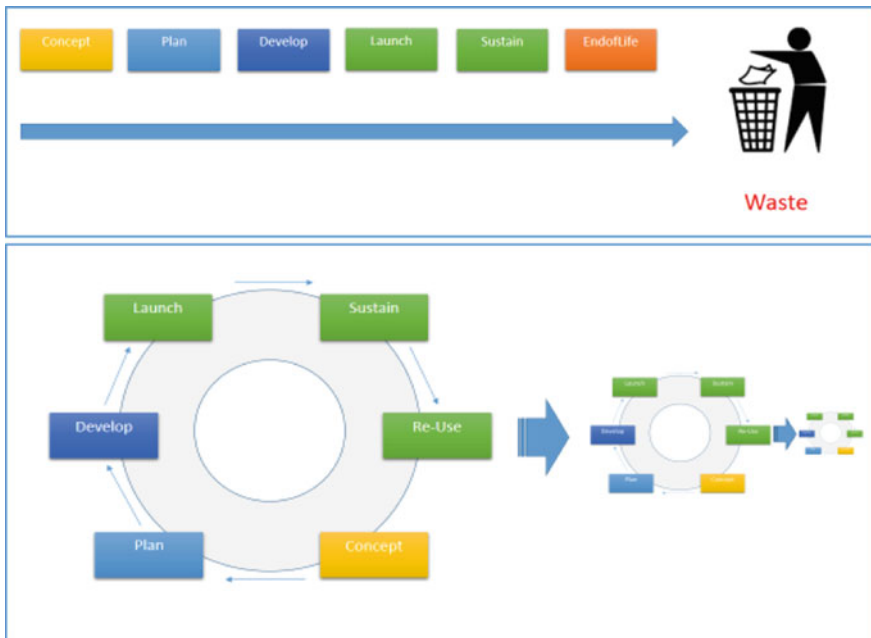 Concept
Plan
Develop
Launch
Sustain
EndofLife
Waste
Launch
Sustain
Develop
Re-Use
Plan
Concept
Launch
Sustain
Develop
Re-Use
Plan
Concept